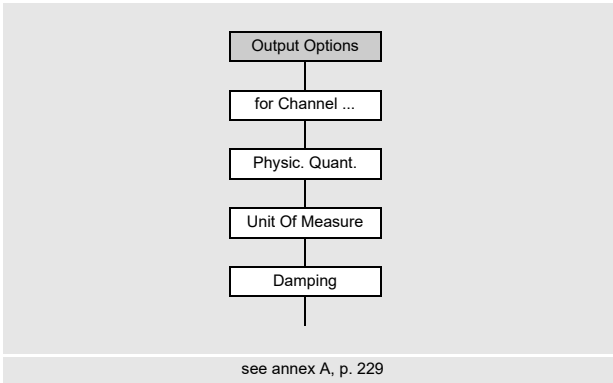 Output Options
for Channel ...
Physic. Quant.
Unit Of Measure
Damping
see annex A, p. 229